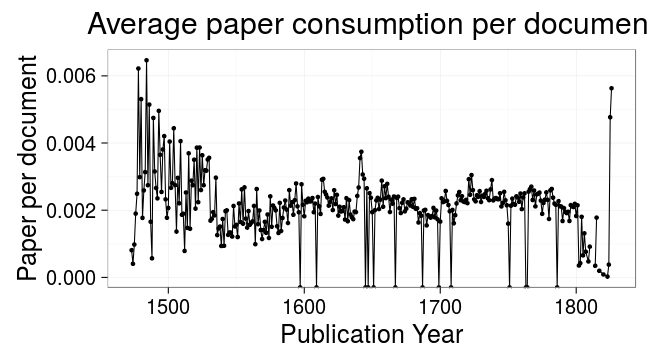 Average paper consumption per documen
Paper per document
0.006
0.004
0.002
0.000
1500 1600 1700 1800
Publication Year